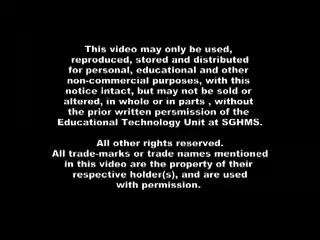 This video may only be used,
reproduced, stored and distributed
for personal, educational and other
non-commercial purposes, with this
notice intact, but may not be sold or
altered, in whole or in parts , without
the prior written persmission of the
Educational Technology Unit at SGHMS.
All other rights reserved.
All trade-marks or trade names mentioned
in this video are the property of their
respective holder(s), and are used
with permission.